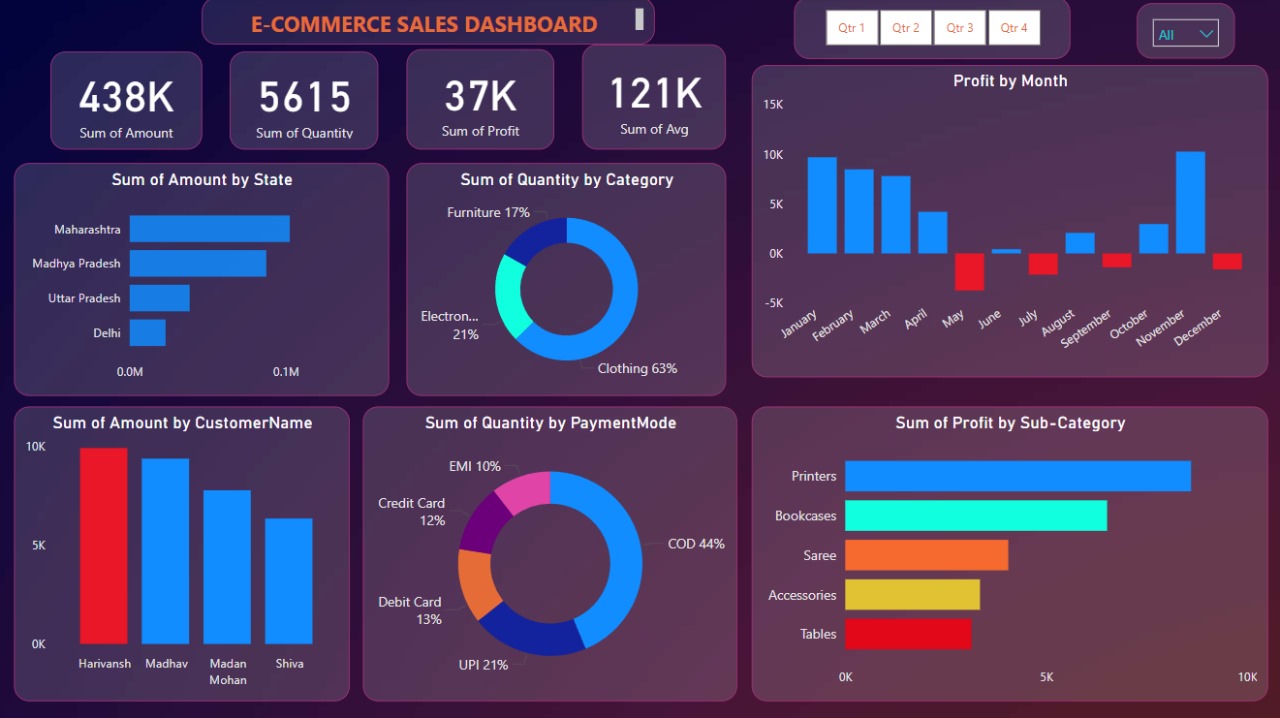 E-COMMERCE SALES DASHBOARD
Qtr 1
Qtr 2
Qtr 3
Qtr 4
All
438K
Sum of Amount
5615
Sum of Quantity
37K
Sum of Profit
121K
Sum of Avg
Profit by Month
15K
10K
5K
0K
-5K
January
February
March
April
May
June
July
August
September
October
November
December
Sum of Amount by State
Maharashtra
Madhya Pradesh
Uttar Pradesh
Delhi
0.0M
0.1M
Sum of Quantity by Category
Furniture 17%
Electron...
21%
Clothing 63%
Sum of Amount by CustomerName
10K
5K
0K
Harivansh
Madhav
Madan
Mohan
Shiva
Sum of Quantity by PaymentMode
EMI 10%
Credit Card
12%
COD 44%
Debit Card
13%
UPI 21%
Sum of Profit by Sub-Category
Printers
Bookcases
Saree
Accessories
Tables
0K
5K
10K